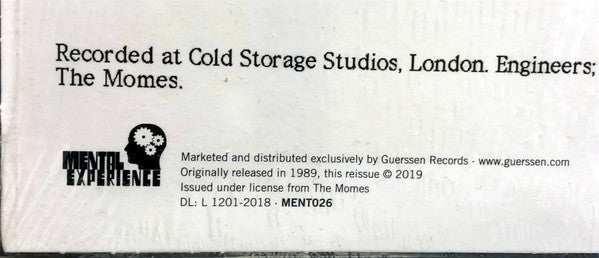 Recorded at Cold Storage Studios, London. Engineers;
The Momes.
MENTAL
EXPERIENCE
Marketed and distributed exclusively by Guerssen Records · www.guerssen.com
Originally released in 1989, this reissue © 2019
Issued under license from The Momes
DL: L 1201-2018 · MENT026